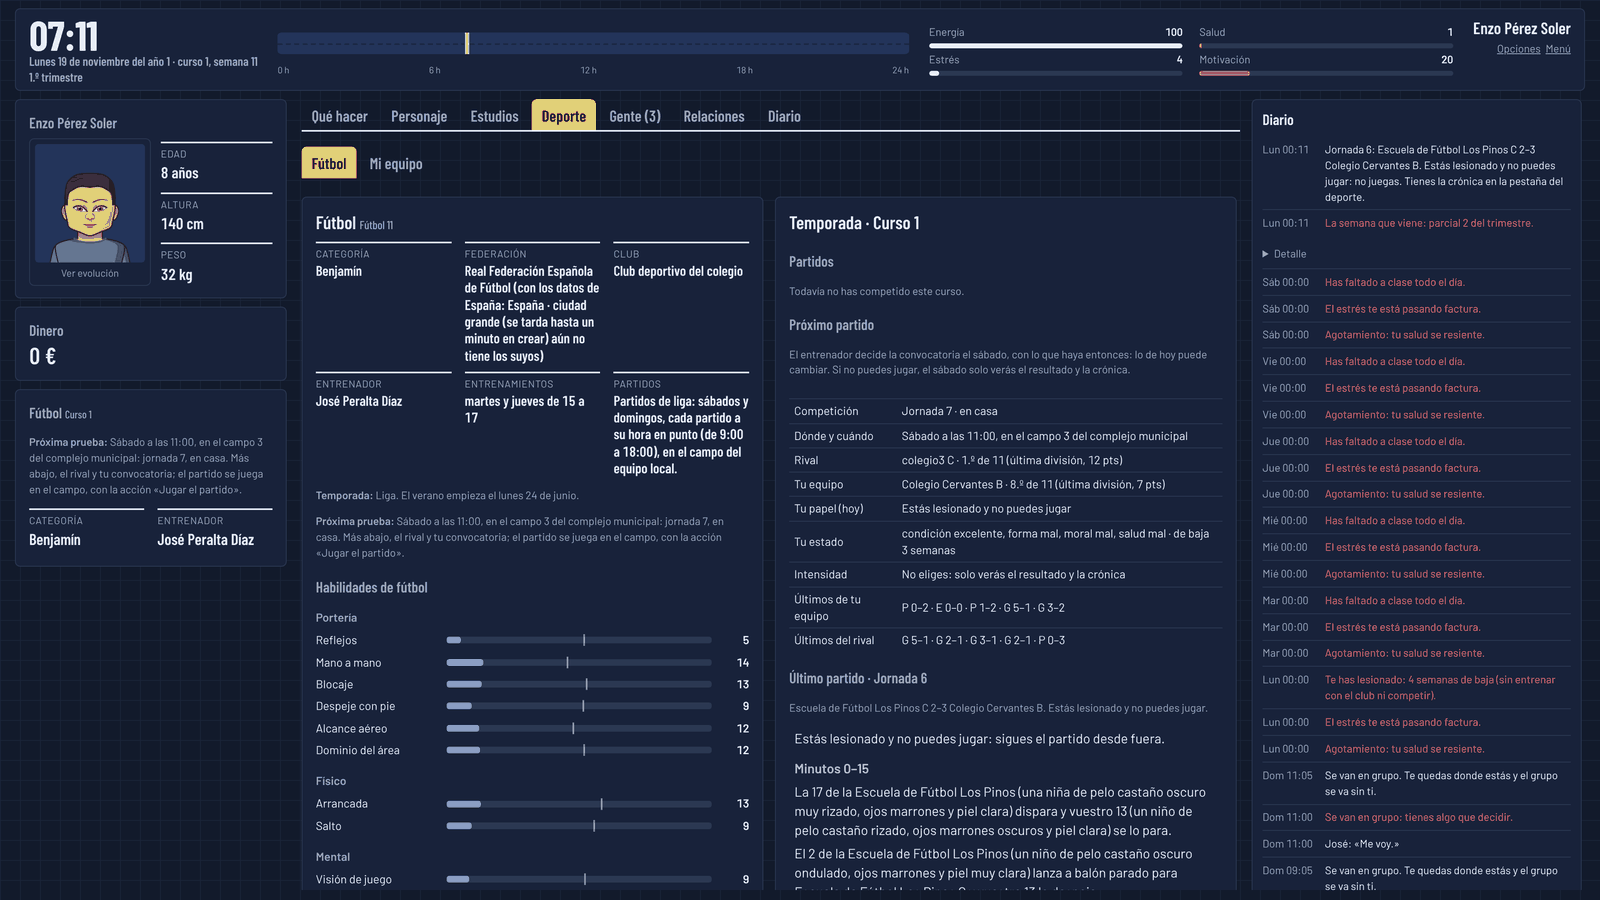 07:11
Lunes 19 de noviembre del año 1 · curso 1, semana 11
1.º trimestre
0 h
6 h
12 h
18 h
24 h
Energía 100
Estrés 4
Salud 1
Motivación 20
Enzo Pérez Soler
Opciones Menú
Enzo Pérez Soler
EDAD
8 años
ALTURA
140 cm
PESO
32 kg
Ver evolución
Dinero
0 €
Fútbol Curso 1
Próxima prueba: Sábado a las 11:00, en el campo 3
del complejo municipal: jornada 7, en casa. Más
abajo, el rival y tu convocatoria; el partido se juega
en el campo, con la acción «Jugar el partido».
CATEGORÍA
Benjamín
ENTRENADOR
José Peralta Díaz
Qué hacer
Personaje
Estudios
Deporte
Gente (3)
Relaciones
Diario
Fútbol
Mi equipo
Fútbol Fútbol 11
CATEGORÍA
Benjamín
FEDERACIÓN
Real Federación Española
de Fútbol (con los datos de
España: España · ciudad
grande (se tarda hasta un
minuto en crear) aún no
tiene los suyos)
CLUB
Club deportivo del colegio
ENTRENADOR
José Peralta Díaz
ENTRENAMIENTOS
martes y jueves de 15 a
17
PARTIDOS
Partidos de liga: sábados y
domingos, cada partido a
su hora en punto (de 9:00
a 18:00), en el campo del
equipo local.
Temporada: Liga. El verano empieza el lunes 24 de junio.
Próxima prueba: Sábado a las 11:00, en el campo 3 del complejo municipal: jornada 7, en
casa. Más abajo, el rival y tu convocatoria; el partido se juega en el campo, con la acción
«Jugar el partido».
Habilidades de fútbol
Portería
Reflejos 5
Mano a mano 14
Blocaje 13
Despeje con pie 9
Alcance aéreo 12
Dominio del área 12
Físico
Arrancada 13
Salto 9
Mental
Visión de juego 9
Temporada · Curso 1
Partidos
Todavía no has competido este curso.
Próximo partido
El entrenador decide la convocatoria el sábado, con lo que haya entonces: lo de hoy puede
cambiar. Si no puedes jugar, el sábado solo verás el resultado y la crónica.
Competición Jornada 7 · en casa
Dónde y cuándo Sábado a las 11:00, en el campo 3 del complejo municipal
Rival colegio3 C · 1.º de 11 (última división, 12 pts)
Tu equipo Colegio Cervantes B · 8.º de 11 (última división, 7 pts)
Tu papel (hoy) Estás lesionado y no puedes jugar
Tu estado condición excelente, forma mal, moral mal, salud mal · de baja
3 semanas
Intensidad No eliges: solo verás el resultado y la crónica
Últimos de tu
equipo P 0–2 · E 0–0 · P 1–2 · G 5–1 · G 3–2
Últimos del rival G 5–1 · G 2–1 · G 3–1 · G 2–1 · P 0–3
Último partido · Jornada 6
Escuela de Fútbol Los Pinos C 2–3 Colegio Cervantes B. Estás lesionado y no puedes jugar.
Estás lesionado y no puedes jugar: sigues el partido desde fuera.
Minutos 0–15
La 17 de la Escuela de Fútbol Los Pinos (una niña de pelo castaño oscuro
muy rizado, ojos marrones y piel clara) dispara y vuestro 13 (un niño de
pelo castaño rizado, ojos marrones oscuros y piel clara) se lo para.
El 2 de la Escuela de Fútbol Los Pinos (un niño de pelo castaño oscuro
ondulado, ojos marrones y piel muy clara) lanza a balón parado para
Diario
Lun 00:11 Jornada 6: Escuela de Fútbol Los Pinos C 2–3
Colegio Cervantes B. Estás lesionado y no puedes
jugar: no juegas. Tienes la crónica en la pestaña del
deporte.
Lun 00:11 La semana que viene: parcial 2 del trimestre.
▶ Detalle
Sáb 00:00 Has faltado a clase todo el día.
Sáb 00:00 El estrés te está pasando factura.
Sáb 00:00 Agotamiento: tu salud se resiente.
Vie 00:00 Has faltado a clase todo el día.
Vie 00:00 El estrés te está pasando factura.
Vie 00:00 Agotamiento: tu salud se resiente.
Jue 00:00 Has faltado a clase todo el día.
Jue 00:00 El estrés te está pasando factura.
Jue 00:00 Agotamiento: tu salud se resiente.
Mié 00:00 Has faltado a clase todo el día.
Mié 00:00 El estrés te está pasando factura.
Mié 00:00 Agotamiento: tu salud se resiente.
Mar 00:00 Has faltado a clase todo el día.
Mar 00:00 El estrés te está pasando factura.
Mar 00:00 Agotamiento: tu salud se resiente.
Lun 00:00 Te has lesionado: 4 semanas de baja (sin entrenar
con el club ni competir).
Lun 00:00 El estrés te está pasando factura.
Lun 00:00 Agotamiento: tu salud se resiente.
Dom 11:05 Se van en grupo. Te quedas donde estás y el grupo
se va sin ti.
Dom 11:00 Se van en grupo: tienes algo que decidir.
Dom 11:00 José: «Me voy.»
Dom 09:05 Se van en grupo. Te quedas donde estás y el grupo
se va sin ti.